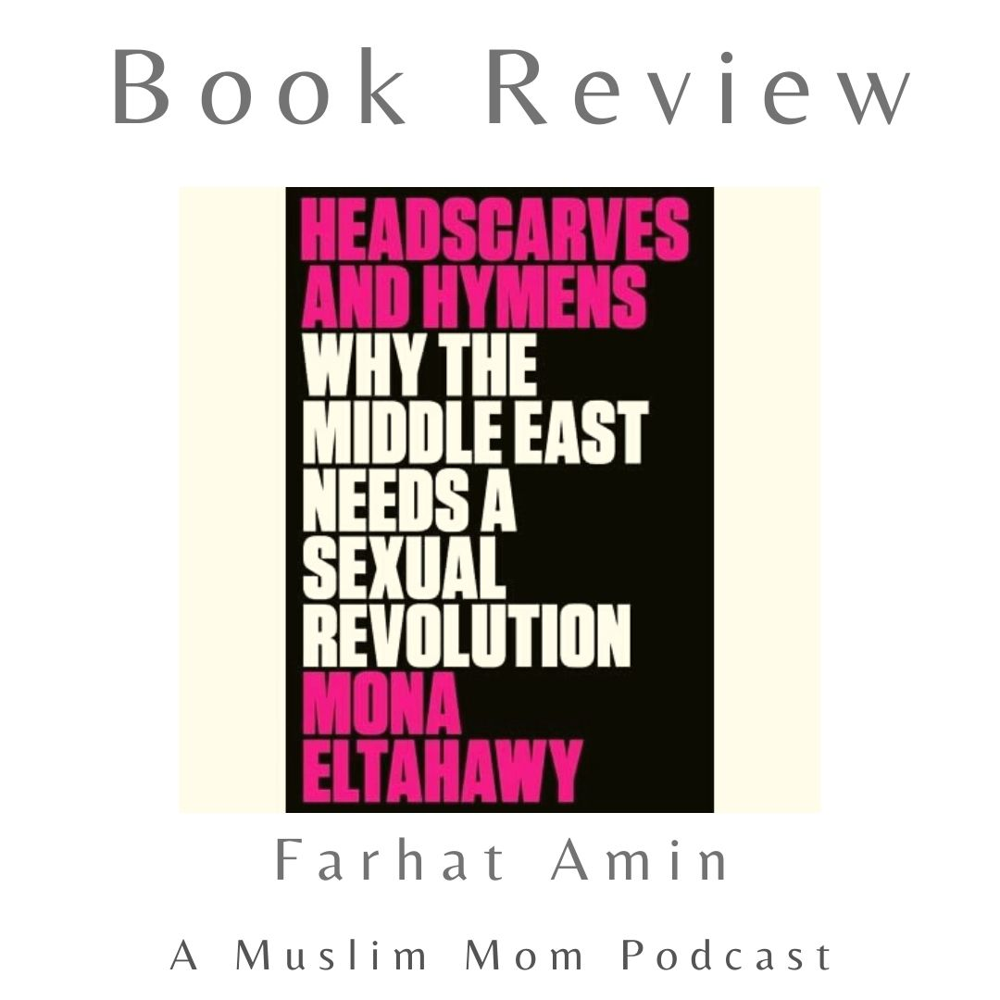 Book Review
HEADSCARVES
AND HYMENS
WHY THE
MIDDLE EAST
NEEDS A
SEXUAL
REVOLUTION
MONA
ELTAHAWY
Farhat Amin
A Muslim Mom Podcast